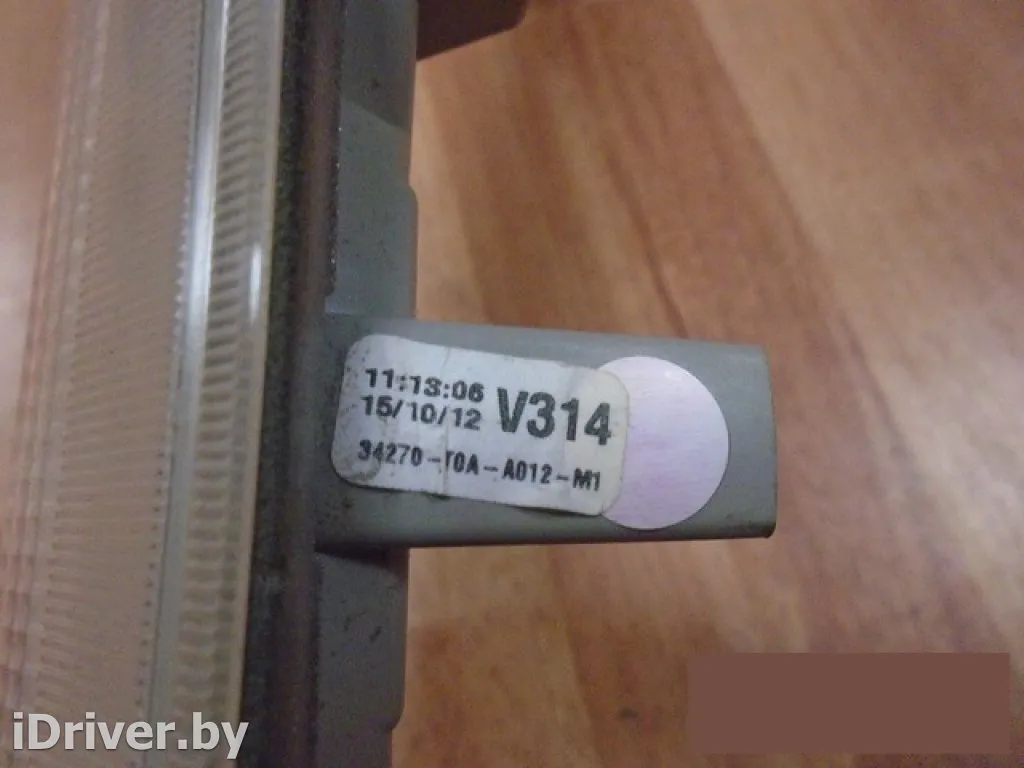 11:13:06
15/10/12 V314
34270-T0A-A012-M1
iDriver.by